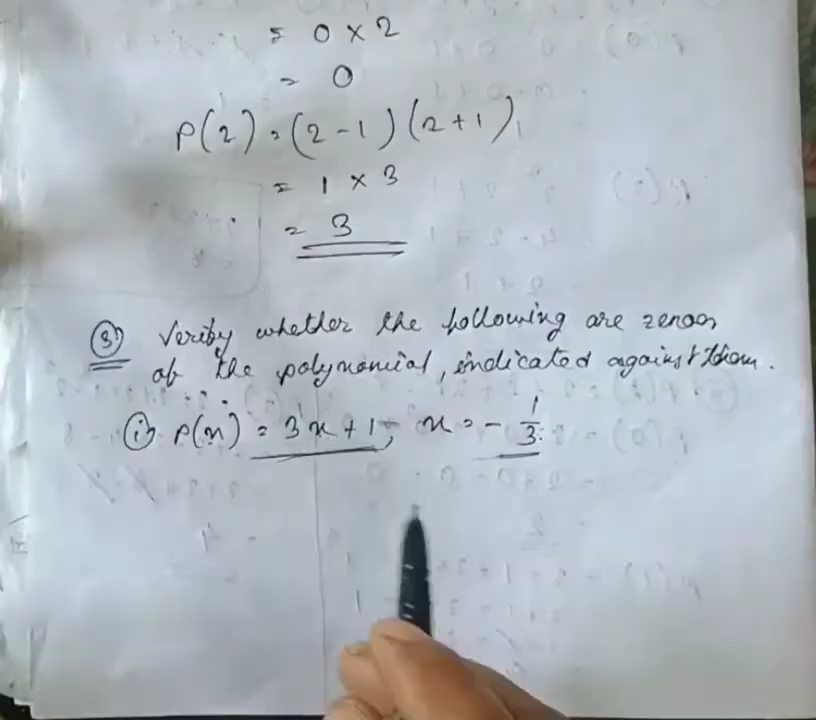 = 0 × 2
= 0
P(2) = (2-1)(2+1)
= 1 × 3
= 3
③ Verify whether the following are zeroes
of the polynomial, indicated against them.
(i) P(x) = 3x+1, x = -1/3.